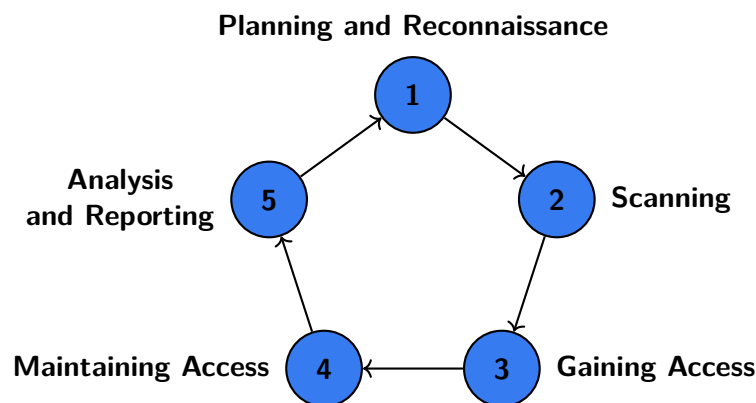 Planning and Reconnaissance
1
Analysis
and Reporting
5
2
Scanning
Maintaining Access
4
3
Gaining Access